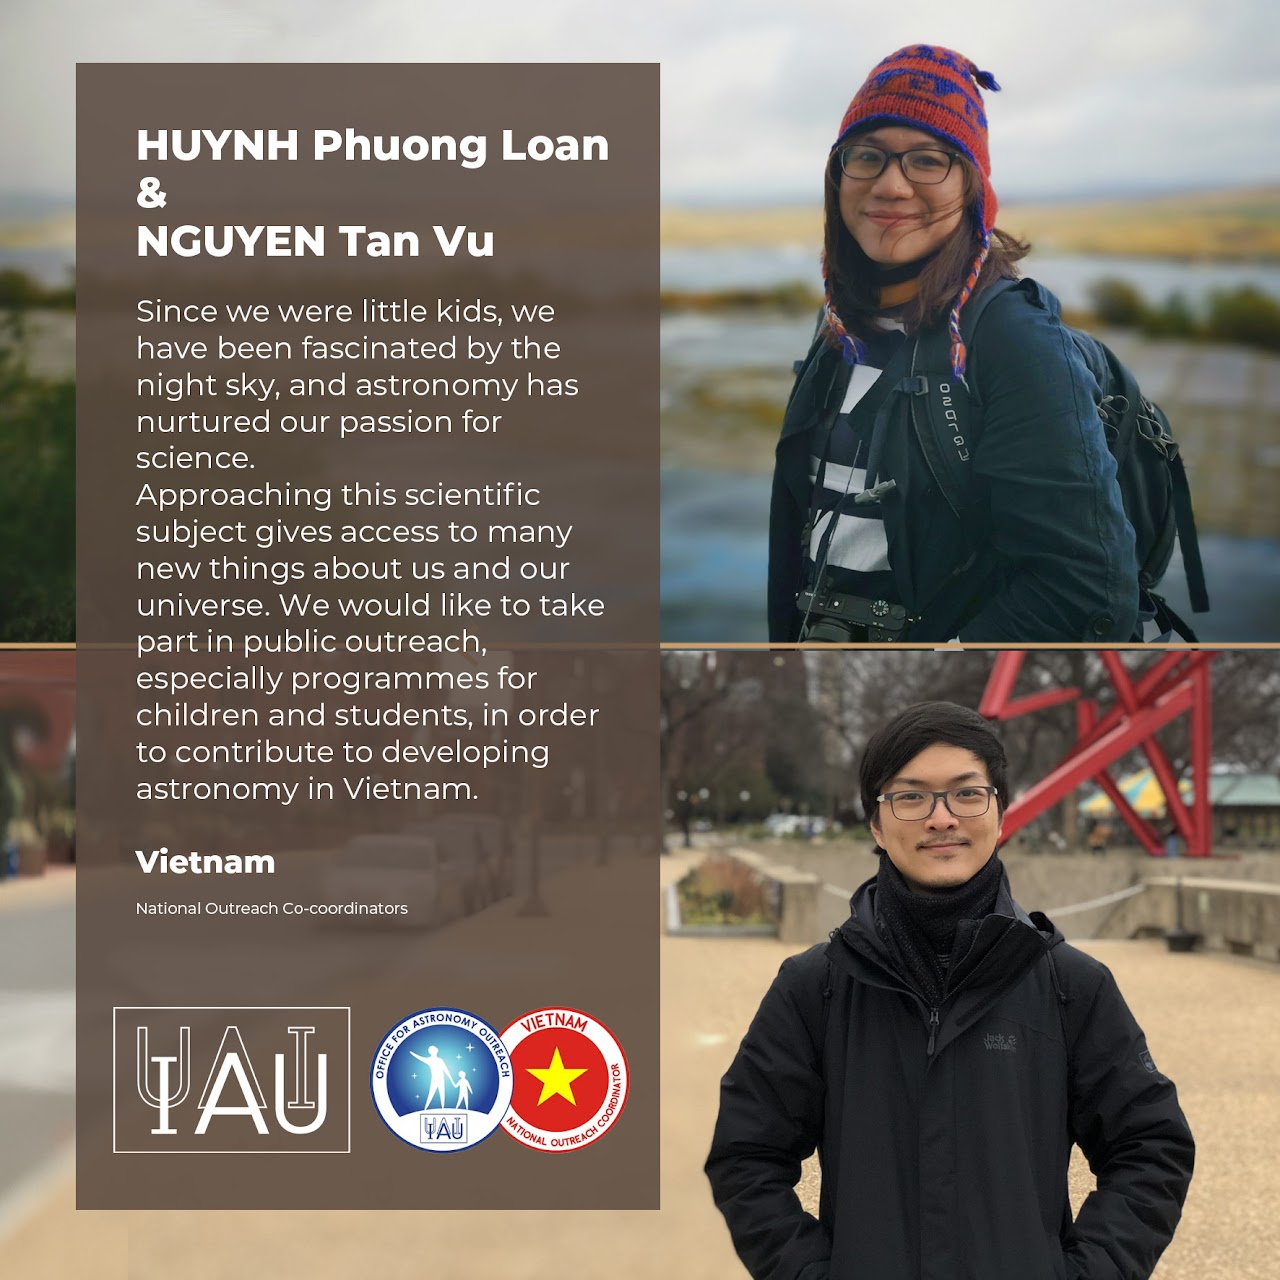 HUYNH Phuong Loan
&
NGUYEN Tan Vu
Since we were little kids, we
have been fascinated by the
night sky, and astronomy has
nurtured our passion for
science.
Approaching this scientific
subject gives access to many
new things about us and our
universe. We would like to take
part in public outreach,
especially programmes for
children and students, in order
to contribute to developing
astronomy in Vietnam.
Vietnam
National Outreach Co-coordinators
IAU
OFFICE FOR ASTRONOMY OUTREACH
IAU
VIETNAM
NATIONAL OUTREACH COORDINATOR
OZARK
Jack
Wolfskin